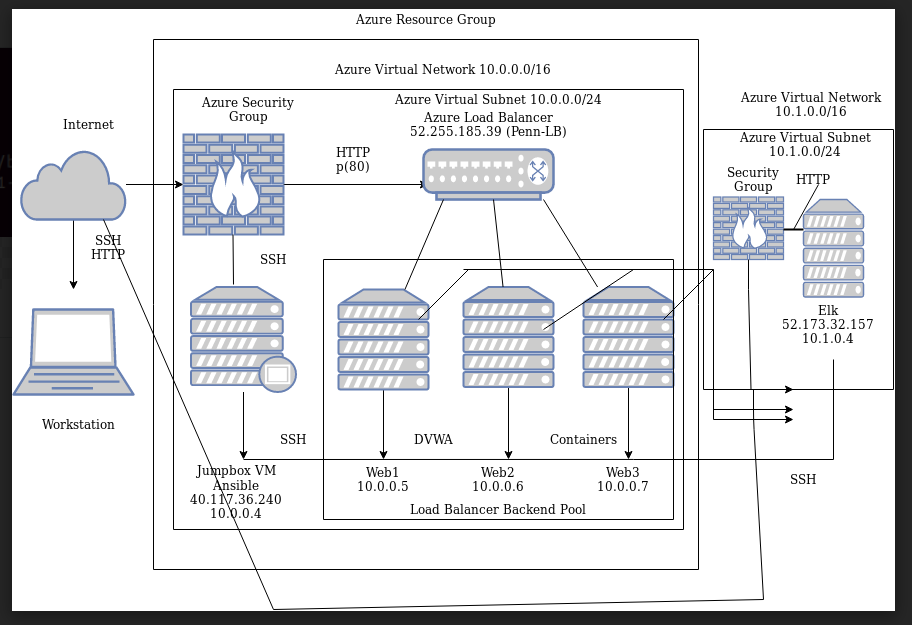 Azure Resource Group
Azure Virtual Network 10.0.0.0/16
Azure Virtual Subnet 10.0.0.0/24
Azure Security
Group
Azure Load Balancer
52.255.185.39 (Penn-LB)
Internet
HTTP
p(80)
SSH
HTTP
SSH
Workstation
Jumpbox VM
Ansible
40.117.36.240
10.0.0.4
SSH
DVWA
Containers
Web1
10.0.0.5
Web2
10.0.0.6
Web3
10.0.0.7
Load Balancer Backend Pool
Azure Virtual Network
10.1.0.0/16
Azure Virtual Subnet
10.1.0.0/24
Security
Group
HTTP
Elk
52.173.32.157
10.1.0.4
SSH